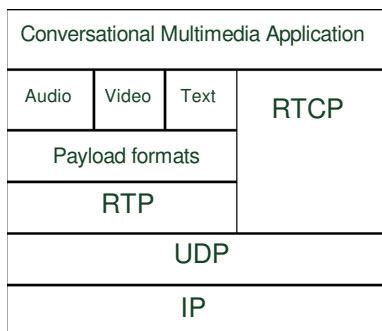 Conversational Multimedia Application
Audio Video Text RTCP
Payload formats
RTP
UDP
IP